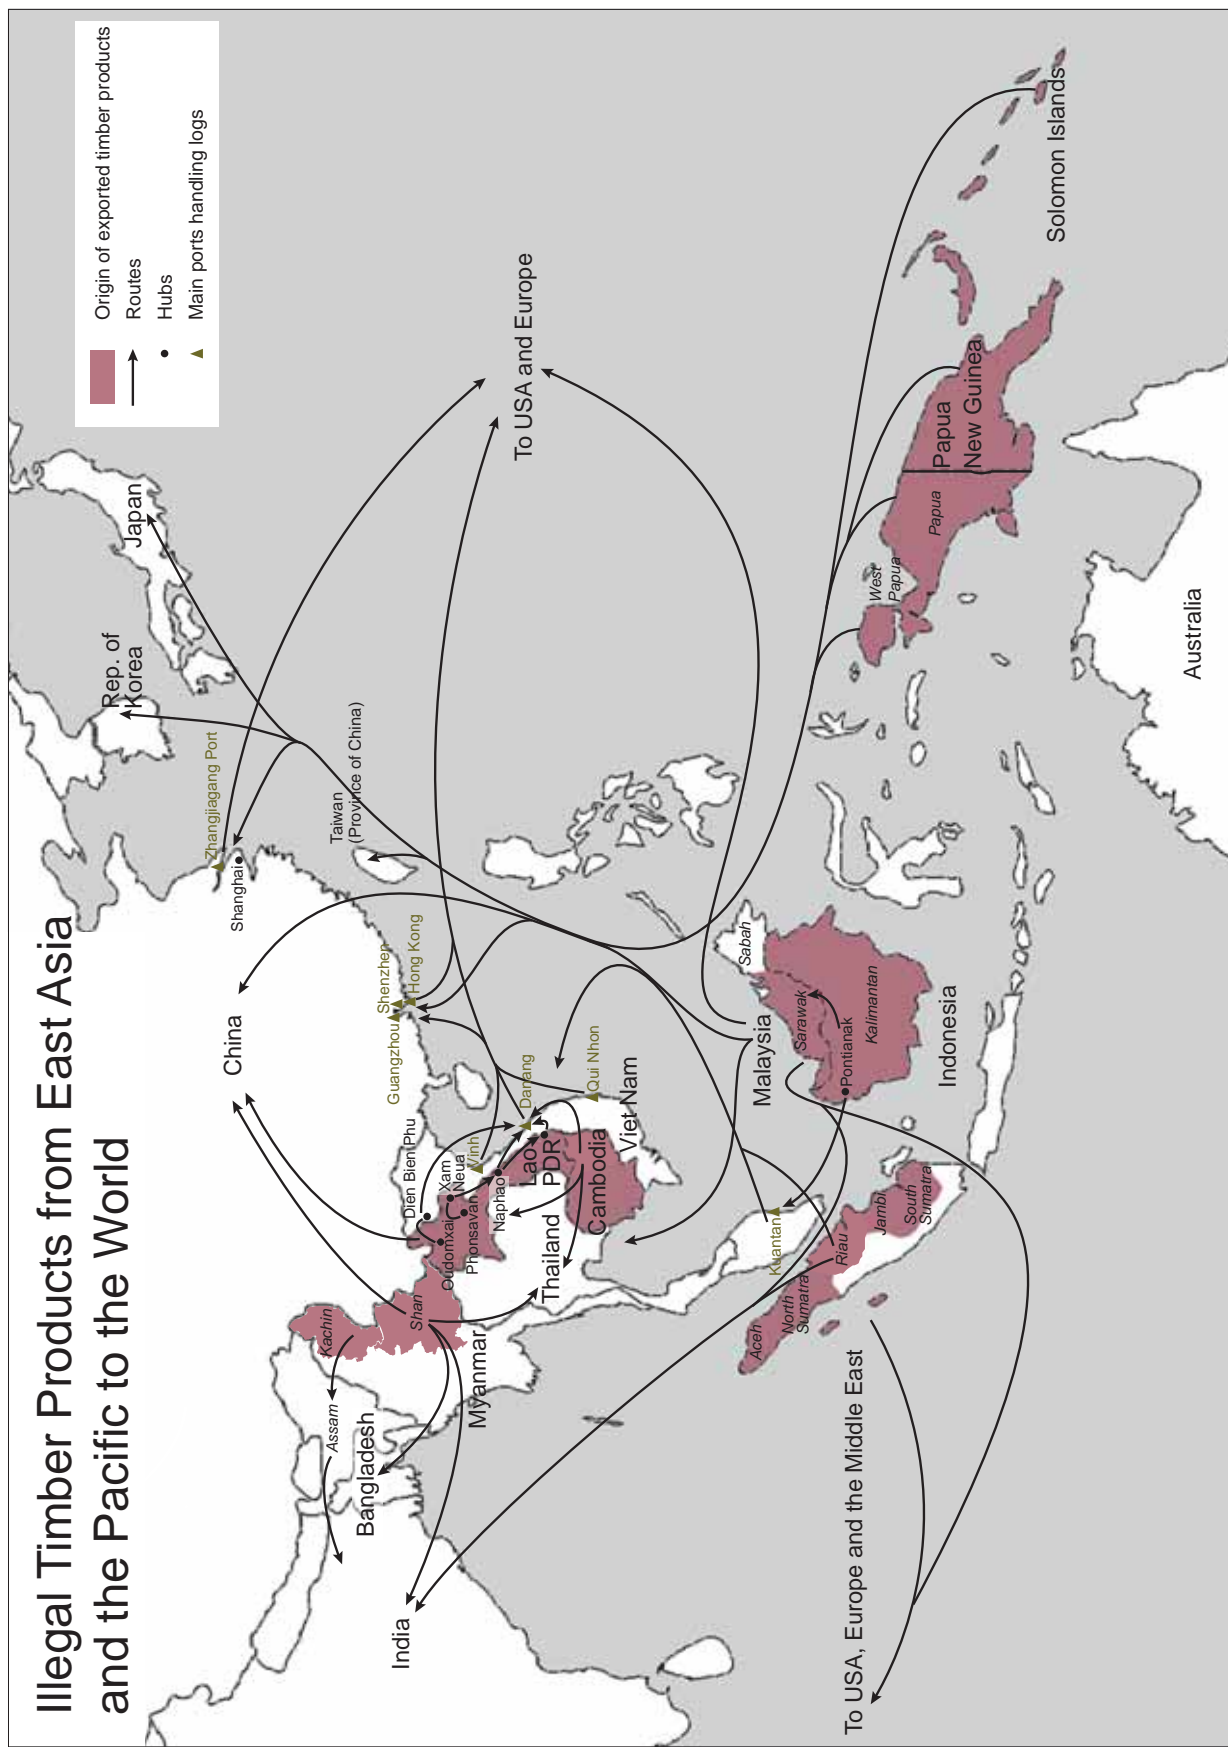 Illegal Timber Products from East Asia
and the Pacific to the World
Origin of exported timber products
Routes
Hubs
Main ports handling logs
Japan
Rep. of
Korea
Zhangjiagang Port
Shanghai
China
Taiwan
(Province of China)
To USA and Europe
Guangzhou
Shenzhen
Hong Kong
Dien Bien Phu
Oudomxai
Xam
Neua
Phonsavan
Vinh
Naphao
Danang
Qui Nhon
Lao
PDR
Viet Nam
Cambodia
Thailand
Kachin
Shan
Myanmar
Assam
Bangladesh
India
Kuantan
Malaysia
Sabah
Sarawak
Pontianak
Kalimantan
Indonesia
Aceh
North
Sumatra
Riau
Jambi
South
Sumatra
West
Papua
Papua
Papua
New Guinea
Solomon Islands
Australia
To USA, Europe and the Middle East